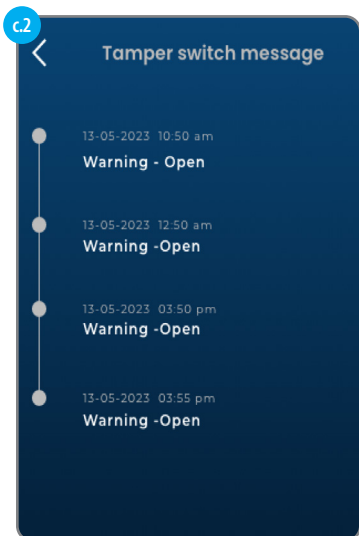 c.2
Tamper switch message
13-05-2023 10:50 am
Warning - Open
13-05-2023 12:50 am
Warning -Open
13-05-2023 03:50 pm
Warning -Open
13-05-2023 03:55 pm
Warning -Open